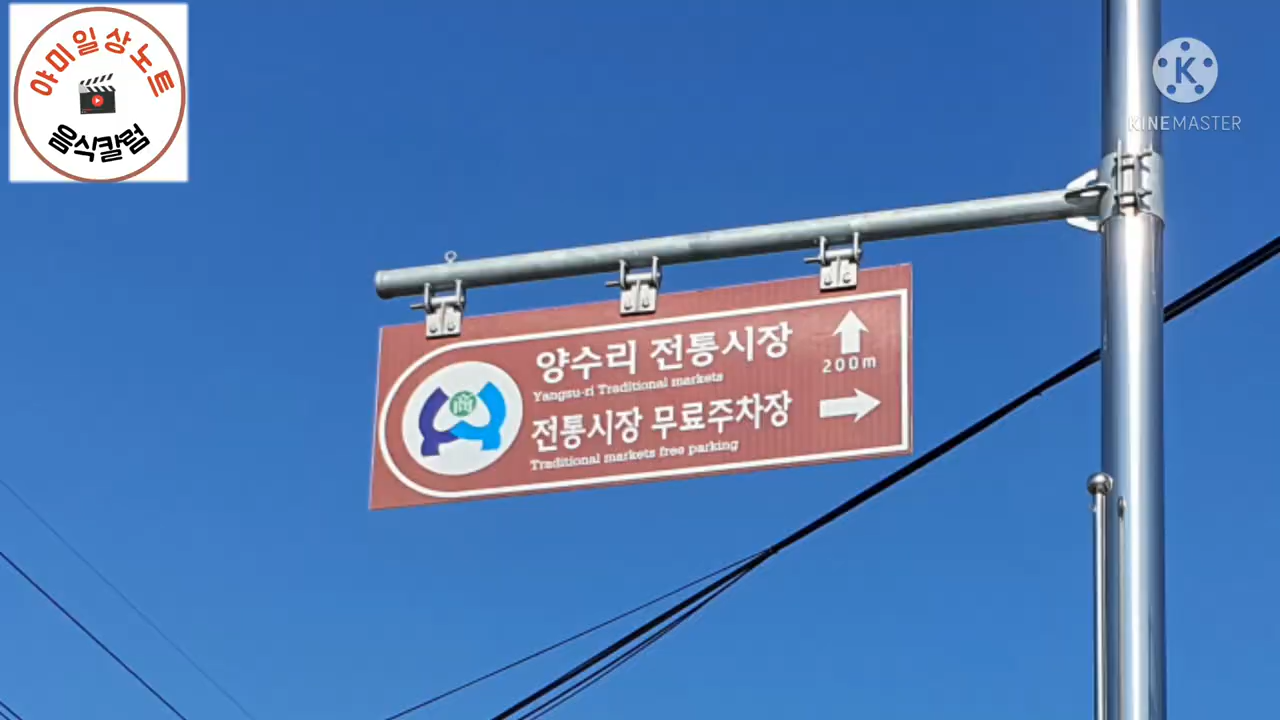 야미일상노트
음식칼럼
K
KINEMASTER
양수리 전통시장
Yangsu-ri Traditional markets
200m
전통시장 무료주차장
Traditional markets free parking